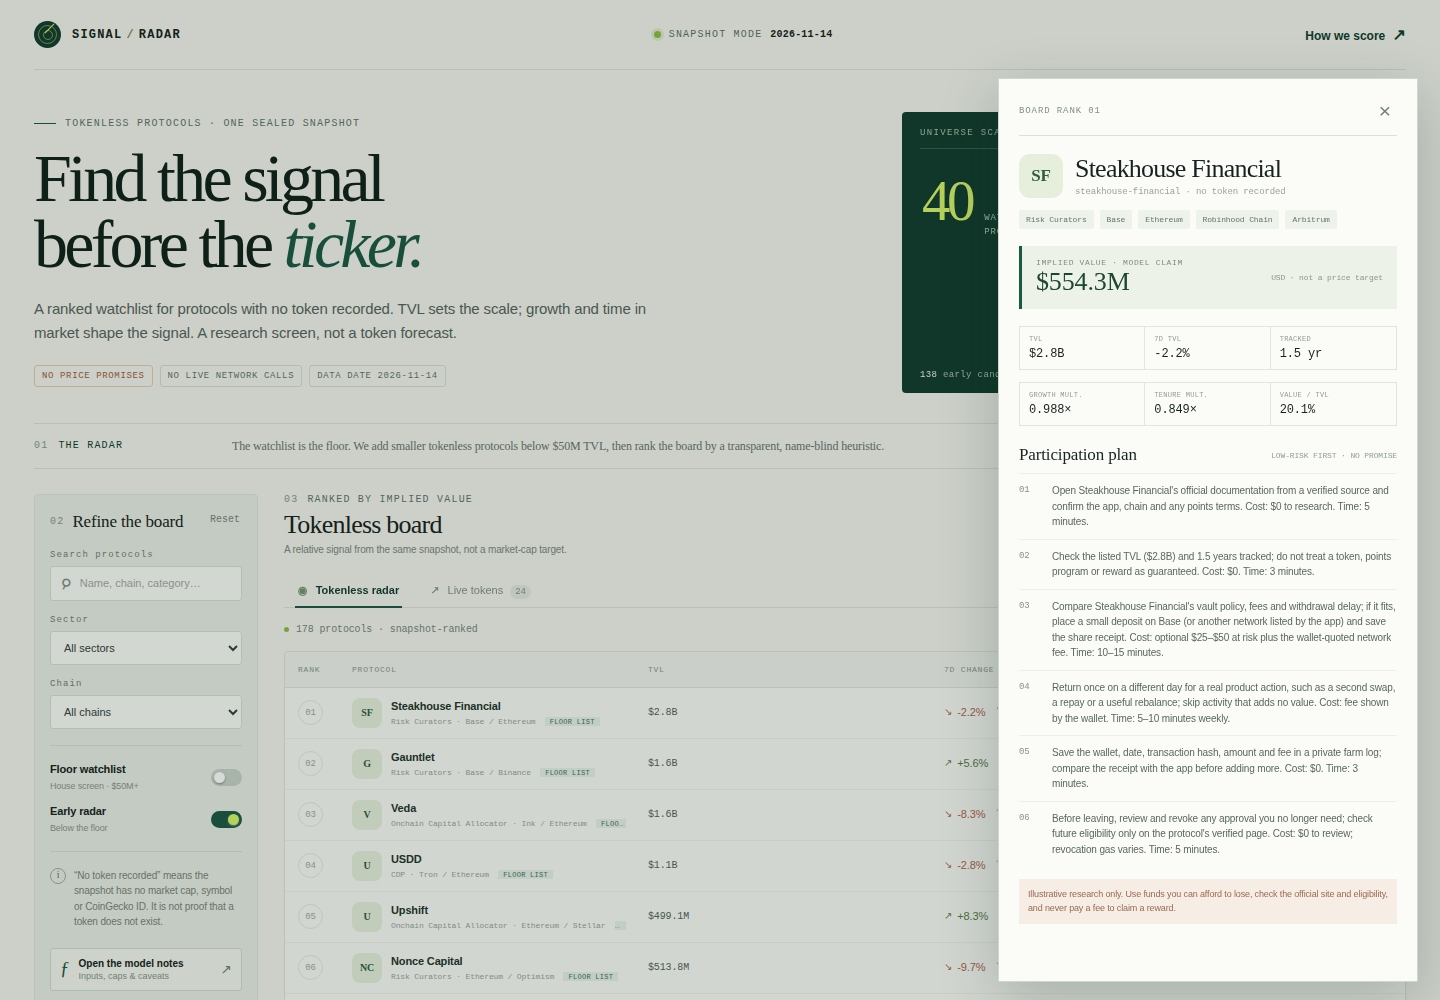 SIGNAL / RADAR
SNAPSHOT MODE 2026-11-14
How we score ↗
TOKENLESS PROTOCOLS · ONE SEALED SNAPSHOT
Find the signal
before the ticker.
A ranked watchlist for protocols with no token recorded. TVL sets the scale; growth and time in
market shape the signal. A research screen, not a token forecast.
NO PRICE PROMISES
NO LIVE NETWORK CALLS
DATA DATE 2026-11-14
UNIVERSE
40
138 early
01 THE RADAR
The watchlist is the floor. We add smaller tokenless protocols below $50M TVL, then rank the board by a transparent, name-blind heuristic.
02 Refine the board
Reset
Search protocols
Name, chain, category…
Sector
All sectors
Chain
All chains
Floor watchlist
House screen · $50M+
Early radar
Below the floor
“No token recorded” means the
snapshot has no market cap, symbol
or CoinGecko ID. It is not proof that a
token does not exist.
ƒ Open the model notes ↗
Inputs, caps & caveats
03 RANKED BY IMPLIED VALUE
Tokenless board
A relative signal from the same snapshot, not a market-cap target.
◉ Tokenless radar
↗ Live tokens 24
178 protocols · snapshot-ranked
RANK PROTOCOL TVL 7D CHANGE
01 SF Steakhouse Financial $2.8B ↘ -2.2%
Risk Curators · Base / Ethereum FLOOR LIST
02 G Gauntlet $1.6B ↗ +5.6%
Risk Curators · Base / Binance FLOOR LIST
03 V Veda $1.6B ↘ -8.3%
Onchain Capital Allocator · Ink / Ethereum FLOO…
04 U USDD $1.1B ↘ -2.8%
CDP · Tron / Ethereum FLOOR LIST
05 U Upshift $499.1M ↗ +8.3%
Onchain Capital Allocator · Ethereum / Stellar …
06 NC Nonce Capital $513.8M ↘ -9.7%
Risk Curators · Ethereum / Optimism FLOOR LIST
BOARD RANK 01
×
SF
Steakhouse Financial
steakhouse-financial · no token recorded
Risk Curators
Base
Ethereum
Robinhood Chain
Arbitrum
IMPLIED VALUE · MODEL CLAIM
$554.3M
USD · not a price target
TVL 7D TVL TRACKED
$2.8B -2.2% 1.5 yr
GROWTH MULT. TENURE MULT. VALUE / TVL
0.988× 0.849× 20.1%
Participation plan
LOW-RISK FIRST · NO PROMISE
01 Open Steakhouse Financial's official documentation from a verified source and
confirm the app, chain and any points terms. Cost: $0 to research. Time: 5
minutes.
02 Check the listed TVL ($2.8B) and 1.5 years tracked; do not treat a token, points
program or reward as guaranteed. Cost: $0. Time: 3 minutes.
03 Compare Steakhouse Financial's vault policy, fees and withdrawal delay; if it fits,
place a small deposit on Base (or another network listed by the app) and save
the share receipt. Cost: optional $25–$50 at risk plus the wallet-quoted network
fee. Time: 10–15 minutes.
04 Return once on a different day for a real product action, such as a second swap,
a repay or a useful rebalance; skip activity that adds no value. Cost: fee shown
by the wallet. Time: 5–10 minutes weekly.
05 Save the wallet, date, transaction hash, amount and fee in a private farm log;
compare the receipt with the app before adding more. Cost: $0. Time: 3
minutes.
06 Before leaving, review and revoke any approval you no longer need; check
future eligibility only on the protocol's verified page. Cost: $0 to review;
revocation gas varies. Time: 5 minutes.
Illustrative research only. Use funds you can afford to lose, check the official site and eligibility,
and never pay a fee to claim a reward.